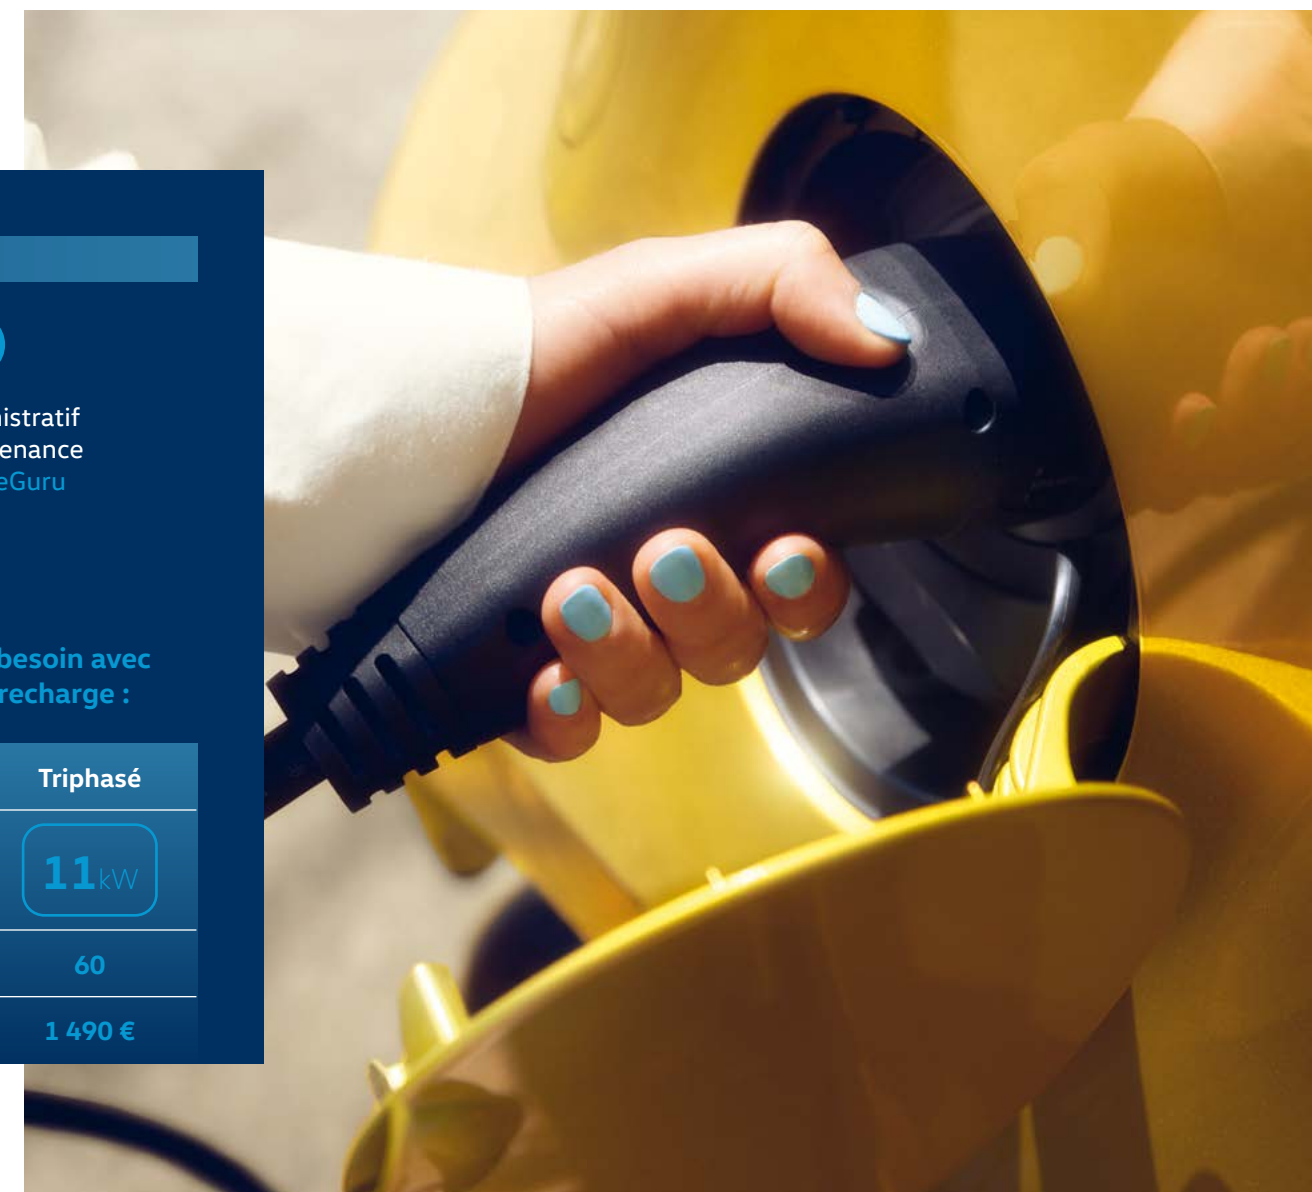 istratif
enance
eGuru
besoin avec
recharge :
Triphasé
11kW
60
1 490 €